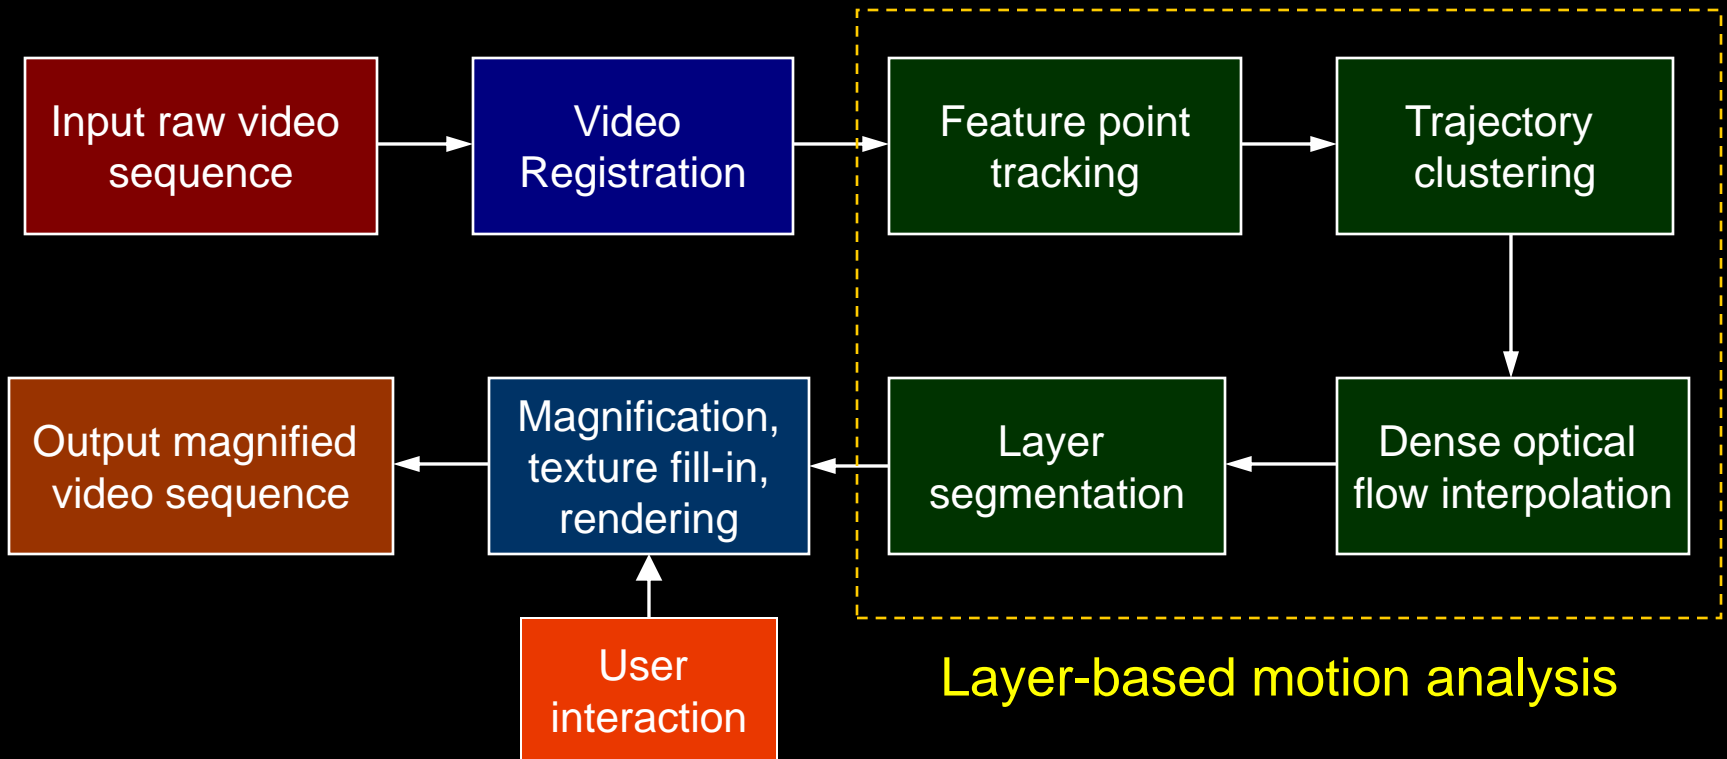 Input raw video
sequence
Video
Registration
Feature point
tracking
Trajectory
clustering
Dense optical
flow interpolation
Layer
segmentation
Magnification,
texture fill-in,
rendering
Output magnified
video sequence
User
interaction
Layer-based motion analysis